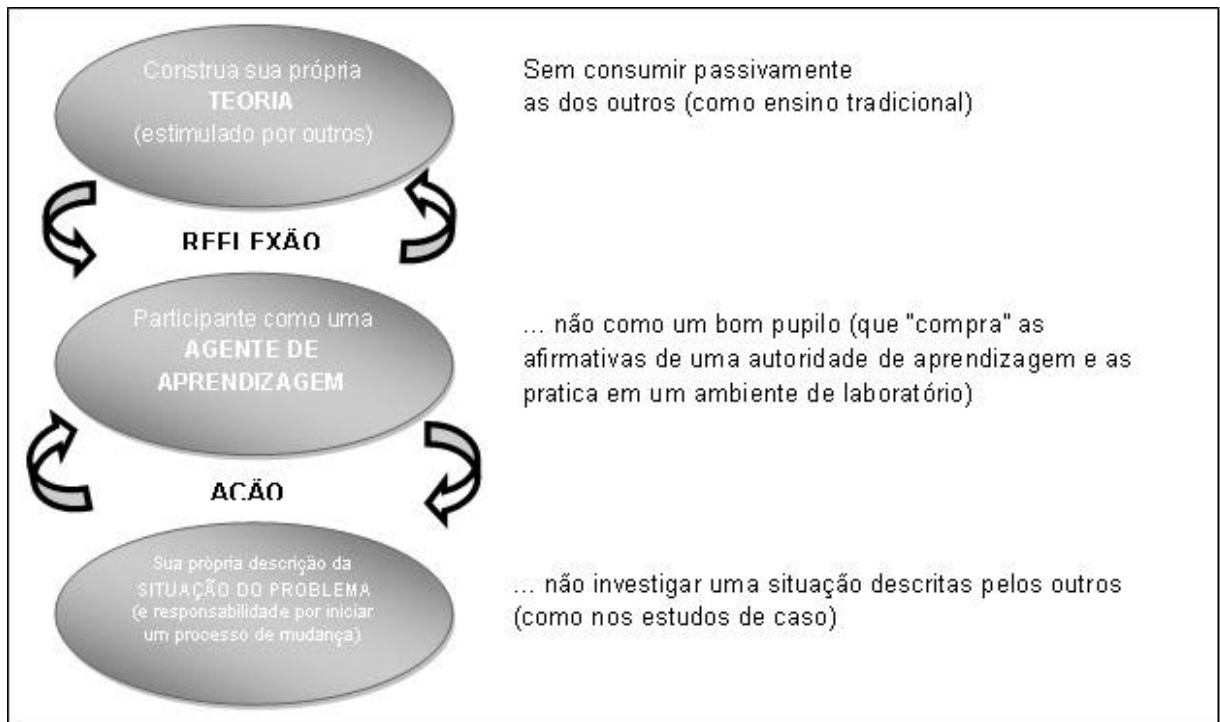 Construa sua própria
TEORIA
(estimulado por outros)
Sem consumir passivamente
as dos outros (como ensino tradicional)
REFLEXÃO
Participante como uma
AGENTE DE
APRENDIZAGEM
... não como um bom pupilo (que "compra" as
afirmativas de uma autoridade de aprendizagem e as
pratica em um ambiente de laboratório)
AÇÃO
Sua própria descrição da
SITUAÇÃO DO PROBLEMA
(e responsabilidade por iniciar
um processo de mudança)
... não investigar uma situação descritas pelos outros
(como nos estudos de caso)